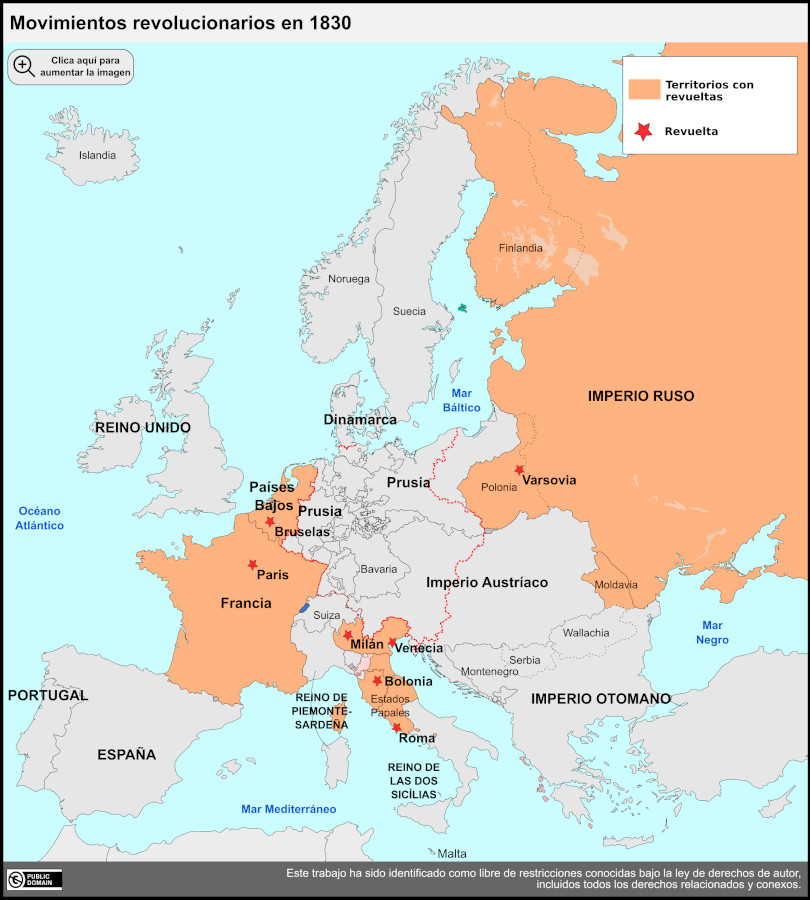 Movimientos revolucionarios en 1830
Clica aquí para
aumentar la imagen
Territorios con
revueltas
Revuelta
Islandia
Finlandia
Noruega
Suecia
IMPERIO RUSO
Mar
Báltico
Dinamarca
REINO UNIDO
Países
Bajos
Prusia
Prusia
Polonia
Varsovia
Océano
Atlántico
Bruselas
Paris
Bavaria
Imperio Austríaco
Moldavia
Francia
Suiza
Mar
Negro
Wallachia
Milán
Venecia
Serbia
Montenegro
Bolonia
PORTUGAL
REINO DE
PIEMONTE-
SARDEÑA
Estados
Papales
IMPERIO OTOMANO
Roma
ESPAÑA
REINO DE
LAS DOS
SICÍLIAS
Mar Mediterráneo
Malta
PUBLIC
DOMAIN
Este trabajo ha sido identificado como libre de restricciones conocidas bajo la ley de derechos de autor,
incluidos todos los derechos relacionados y conexos.